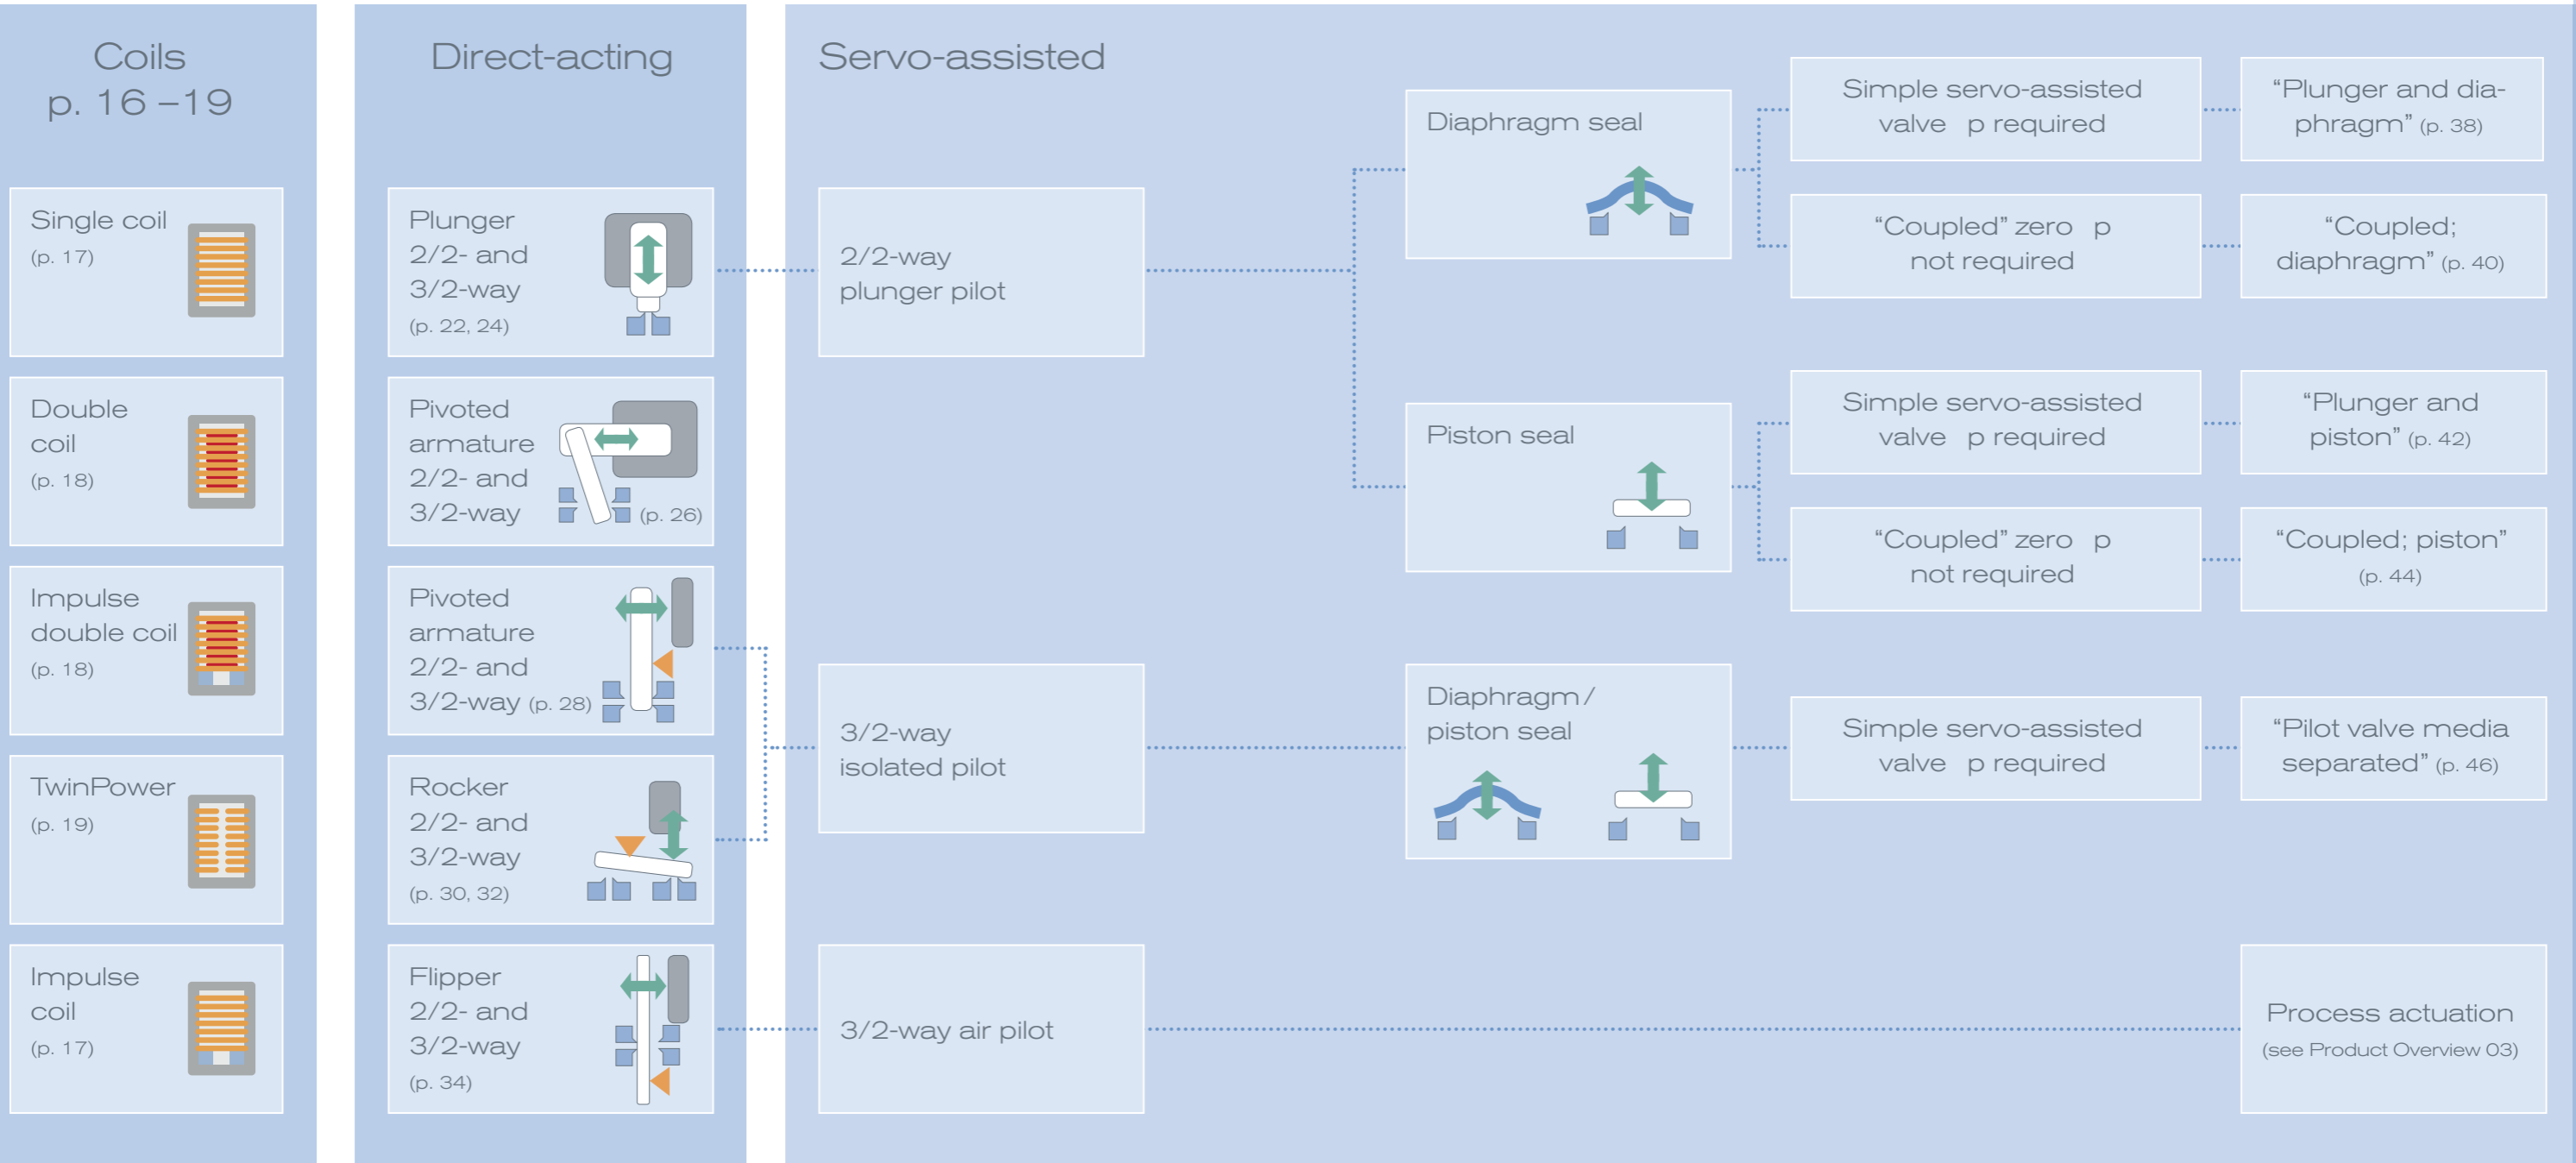 Coils
p. 16 –19
Single coil
(p. 17)
Double
coil
(p. 18)
Impulse
double coil
(p. 18)
TwinPower
(p. 19)
Impulse
coil
(p. 17)
Direct-acting
Plunger
2/2- and
3/2-way
(p. 22, 24)
Pivoted
armature
2/2- and
3/2-way
(p. 26)
Pivoted
armature
2/2- and
3/2-way (p. 28)
Rocker
2/2- and
3/2-way
(p. 30, 32)
Flipper
2/2- and
3/2-way
(p. 34)
Servo-assisted
2/2-way
plunger pilot
3/2-way
isolated pilot
3/2-way air pilot
Diaphragm seal
Piston seal
Diaphragm/
piston seal
Simple servo-assisted
valve p required
“Coupled” zero p
not required
Simple servo-assisted
valve p required
“Coupled” zero p
not required
Simple servo-assisted
valve p required
“Plunger and dia-
phragm” (p. 38)
“Coupled;
diaphragm” (p. 40)
“Plunger and
piston” (p. 42)
“Coupled; piston”
(p. 44)
“Pilot valve media
separated” (p. 46)
Process actuation
(see Product Overview 03)